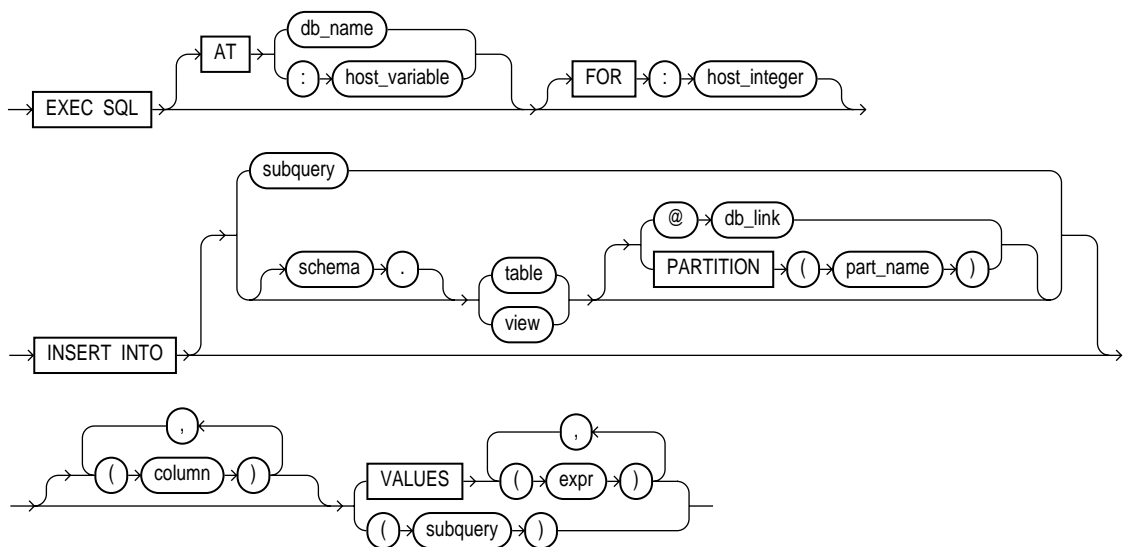 db_name
AT
: host_variable
FOR : host_integer
EXEC SQL
subquery
@ db_link
schema .
table
PARTITION ( part_name )
view
INSERT INTO
, ,
( column )
VALUES ( expr )
( subquery )